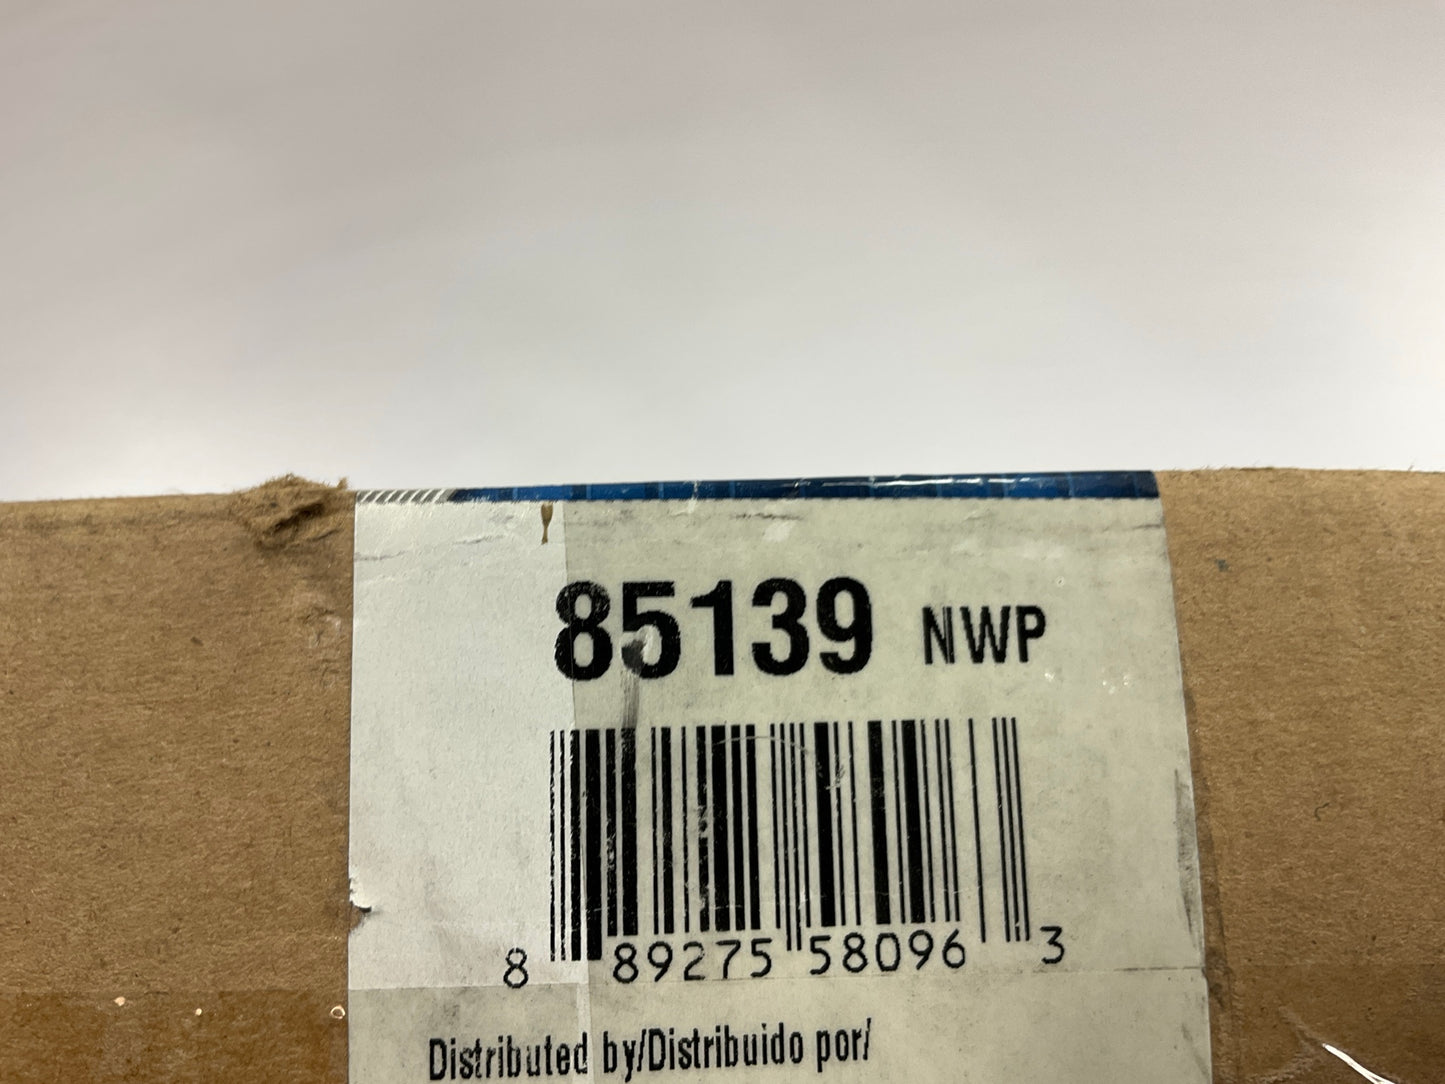 85139 NWP
8 89275 58096 3
Distributed by/Distribuido por/